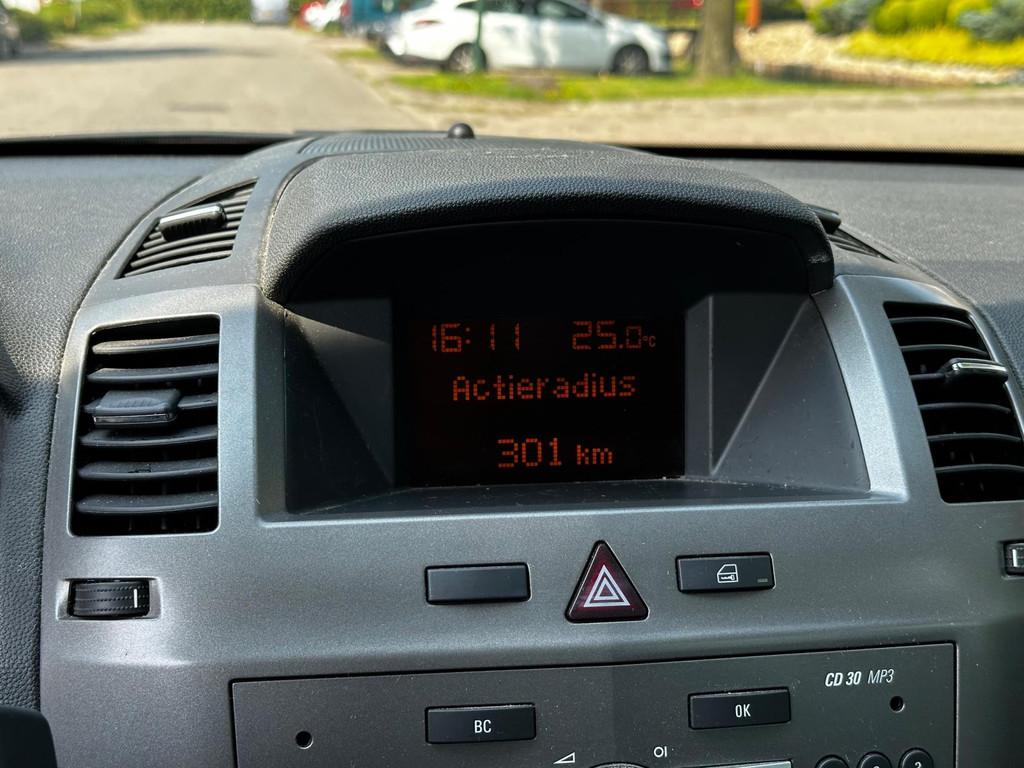 16:11 25.0°C
Actieradius
301 km
CD 30 MP3
BC OK